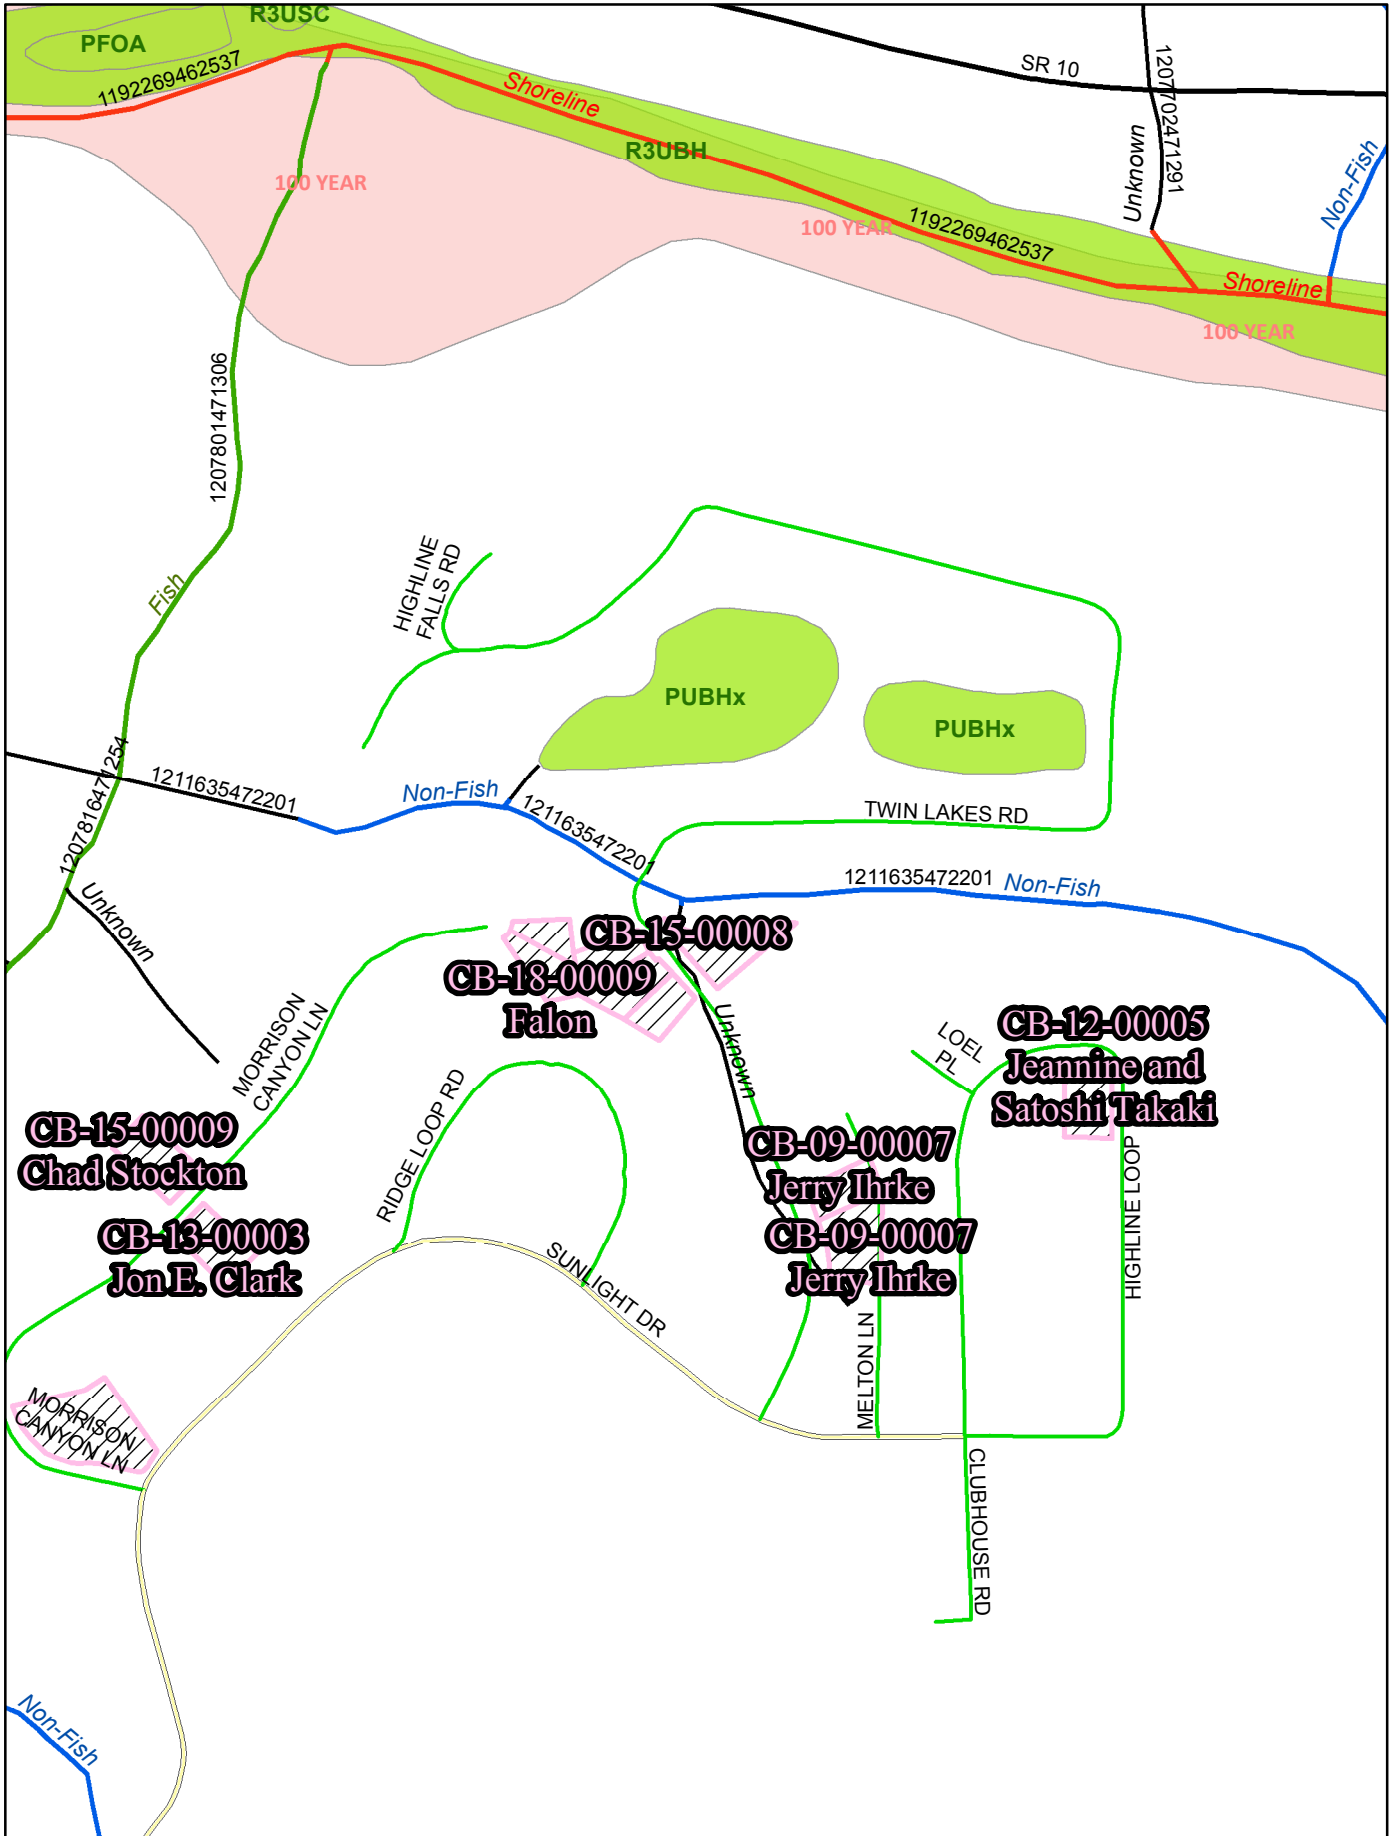 R3USC
PFOA
1192269462537
Shoreline
SR 10
1207702471291
Unknown
Non-Fish
R3UBH
100 YEAR
100 YEAR
1192269462537
Shoreline
100 YEAR
1207801471306
Fish
HIGHLINE
FALLS RD
PUBHx
PUBHx
1207816471254
1211635472201
Non-Fish
1211635472201
TWIN LAKES RD
1211635472201
Non-Fish
Unknown
CB-15-00008
CB-18-00009
Falon
MORRISON
CANYON LN
Unknown
LOEL
PL
CB-12-00005
Jeannine and
Satoshi Takaki
RIDGE LOOP RD
CB-15-00009
Chad Stockton
CB-09-00007
Jerry Ihrke
CB-13-00003
Jon E. Clark
CB-09-00007
Jerry Ihrke
HIGHLINE LOOP
SUNLIGHT DR
MELTON LN
MORRISON
CANYON LN
CLUBHOUSE RD
Non-Fish